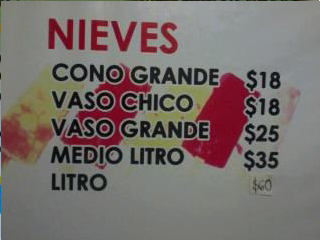 NIEVES
CONO GRANDE $18
VASO CHICO $18
VASO GRANDE $25
MEDIO LITRO $35
LITRO $60